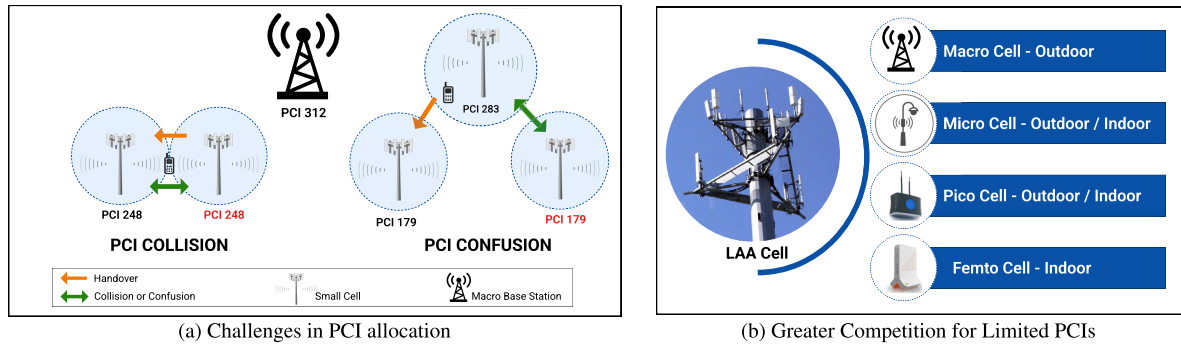 PCI 312
PCI 283
PCI 248
PCI 248
PCI 179
PCI 179
PCI COLLISION
PCI CONFUSION
Handover
Collision or Confusion
Small Cell
Macro Base Station
(a) Challenges in PCI allocation
LAA Cell
Macro Cell - Outdoor
Micro Cell - Outdoor / Indoor
Pico Cell - Outdoor / Indoor
Femto Cell - Indoor
(b) Greater Competition for Limited PCIs